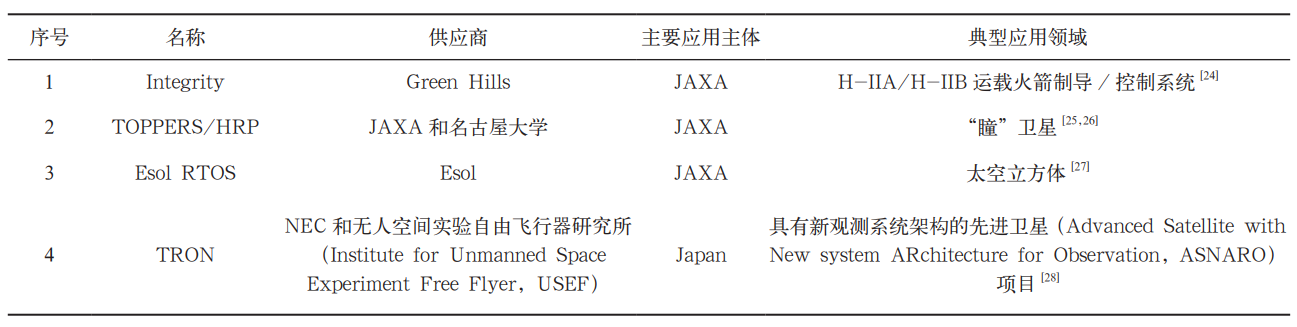 序号 名称 供应商 主要应用主体 典型应用领域
1 Integrity Green Hills JAXA H-IIA/H-IIB 运载火箭制导 / 控制系统 [24]
2 TOPPERS/HRP JAXA 和名古屋大学 JAXA “瞳”卫星 [25,26]
3 Esol RTOS Esol JAXA 太空立方体 [27]
4 TRON NEC 和无人空间实验自由飞行器研究所 (Institute for Unmanned Space Experiment Free Flyer, USEF) Japan 具有新观测系统架构的先进卫星 (Advanced Satellite with New system ARchitecture for Observation, ASNARO) 项目 [28]